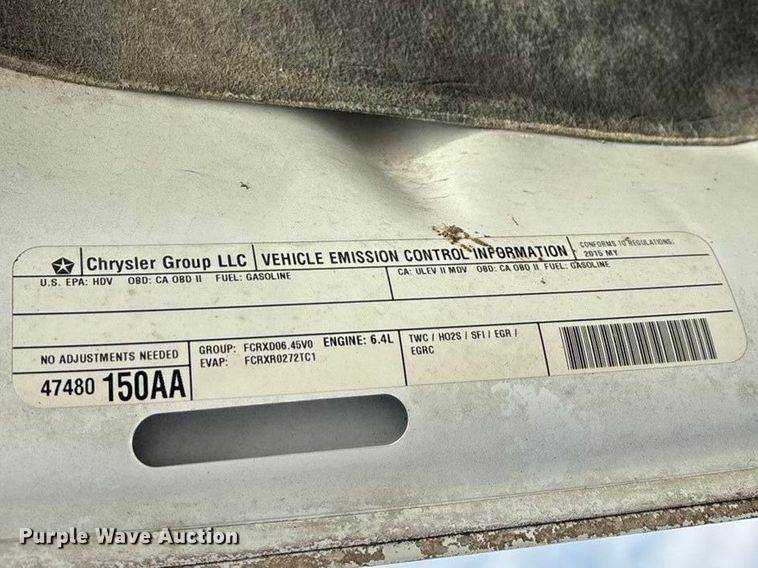 Chrysler Group LLC VEHICLE EMISSION CONTROL INFORMATION
CONFORMS TO REGULATIONS:
2015 MY
U.S. EPA: HDV OBD: CA OBD II FUEL: GASOLINE
CA: ULEV II MDV OBD: CA OBD II FUEL: GASOLINE
NO ADJUSTMENTS NEEDED
47480 150AA
GROUP: FCRXD06.45V0 ENGINE: 6.4L
EVAP: FCRXR0272TC1
TWC / HO2S / SFI / EGR /
EGRC
Purple Wave Auction